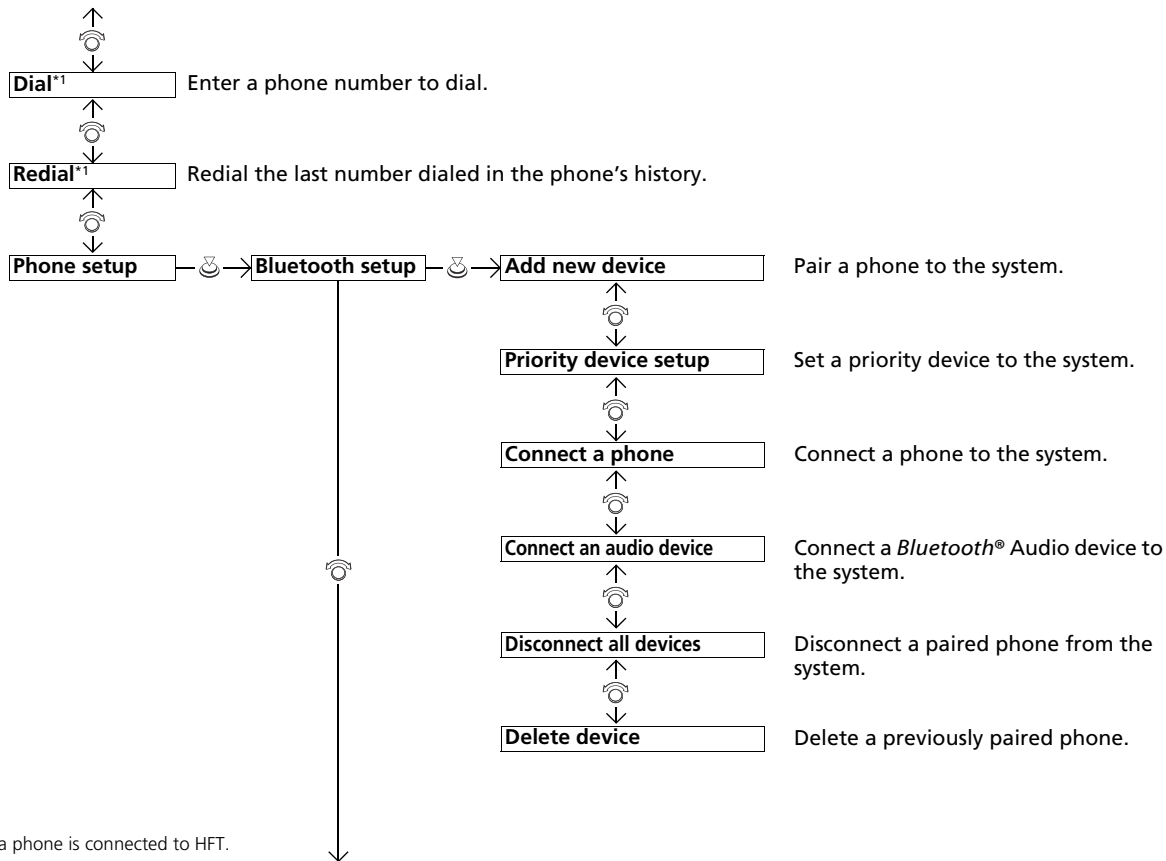 Dial*1 Enter a phone number to dial.
Redial*1 Redial the last number dialed in the phone’s history.
Phone setup Bluetooth setup Add new device Pair a phone to the system.
Priority device setup Set a priority device to the system.
Connect a phone Connect a phone to the system.
Connect an audio device Connect a Bluetooth® Audio device to
the system.
Disconnect all devices Disconnect a paired phone from the
system.
Delete device Delete a previously paired phone.
a phone is connected to HFT.